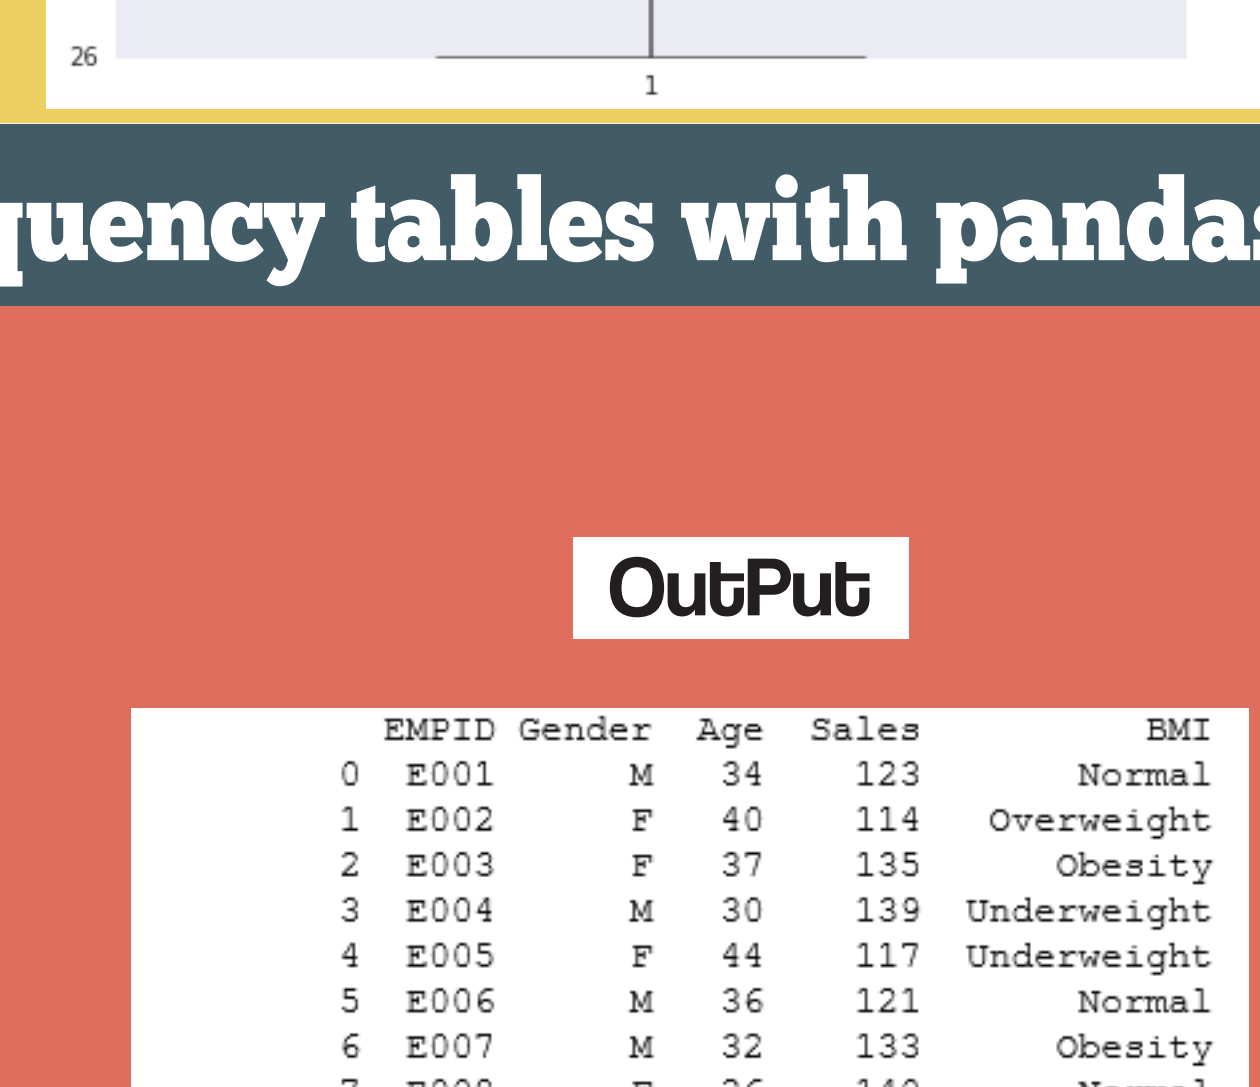 26
1
quency tables with pandas
OutPut
EMPID Gender Age Sales BMI
0 E001 M 34 123 Normal
1 E002 F 40 114 Overweight
2 E003 F 37 135 Obesity
3 E004 M 30 139 Underweight
4 E005 F 44 117 Underweight
5 E006 M 36 121 Normal
6 E007 M 32 133 Obesity